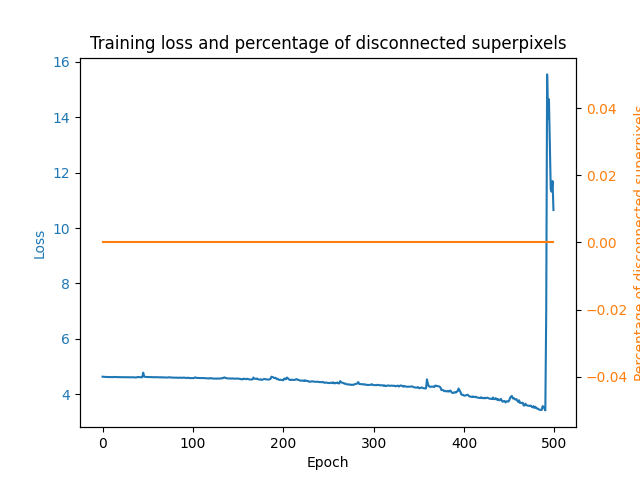 Training loss and percentage of disconnected superpixels
16
14
12
10
8
6
4
Loss
0.04
0.02
0.00
−0.02
−0.04
Percentage of disconnected superpixels
0 100 200 300 400 500
Epoch